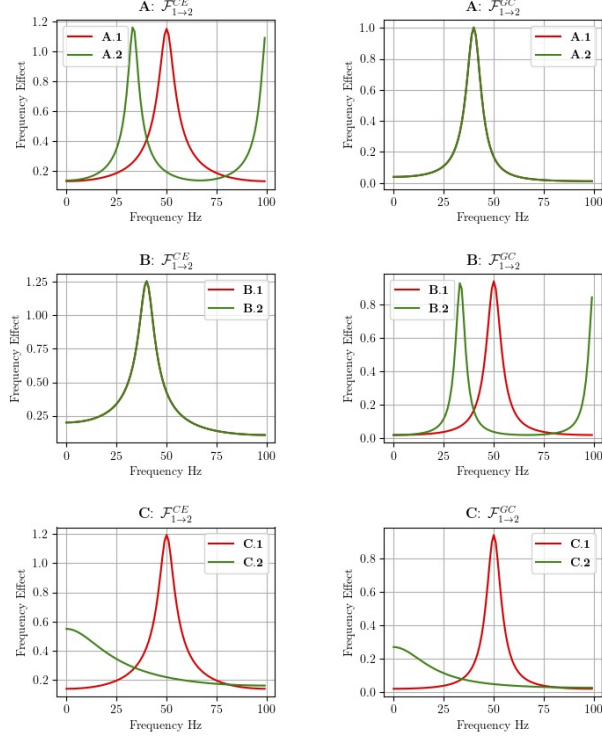 A: F^{CE}_{1→2}
A.1
A.2
Frequency Effect
1.2
1.0
0.8
0.6
0.4
0.2
0 25 50 75 100
Frequency Hz
A: F^{GC}_{1→2}
A.1
A.2
Frequency Effect
1.0
0.8
0.6
0.4
0.2
0.0
0 25 50 75 100
Frequency Hz
B: F^{CE}_{1→2}
B.1
B.2
Frequency Effect
1.25
1.00
0.75
0.50
0.25
0 25 50 75 100
Frequency Hz
B: F^{GC}_{1→2}
B.1
B.2
Frequency Effect
0.8
0.6
0.4
0.2
0.0
0 25 50 75 100
Frequency Hz
C: F^{CE}_{1→2}
C.1
C.2
Frequency Effect
1.2
1.0
0.8
0.6
0.4
0.2
0 25 50 75 100
Frequency Hz
C: F^{GC}_{1→2}
C.1
C.2
Frequency Effect
0.8
0.6
0.4
0.2
0.0
0 25 50 75 100
Frequency Hz